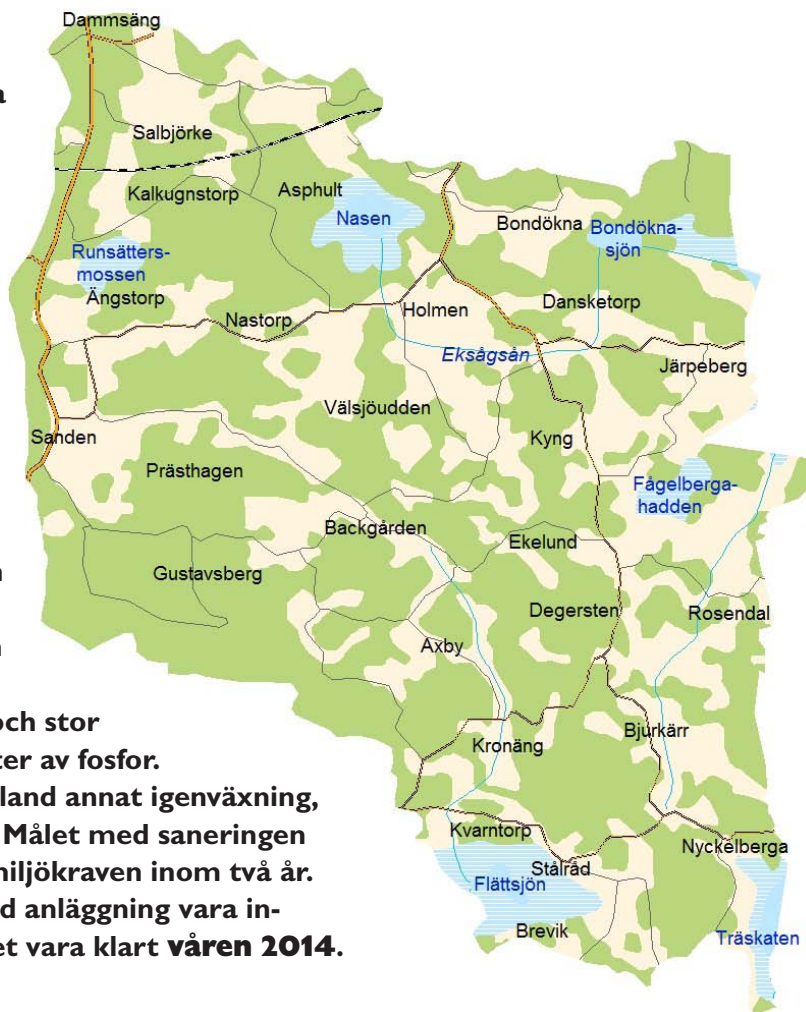 Dammsäng
a
Salbjörke
Kalkugnstorp
Asphult
Nasen
Bondökna
Bondökna-
sjön
Runsätters-
mossen
Ängstorp
Nastorp
Holmen
Dansketorp
Eksågsån
Järpeberg
Välsjöudden
Sanden
Kyng
Prästhagen
Fågelberga-
hadden
Backgården
Ekelund
Gustavsberg
Degersten
Rosendal
Axby
och stor
Bjurkärr
Kronäng
ter av fosfor.
land annat igenväxning,
Målet med saneringen
Kvarntorp
Nyckelberga
miljökraven inom två år.
Stålråd
Flättsjön
d anläggning vara in-
Brevik
Träskaten
et vara klart våren 2014.